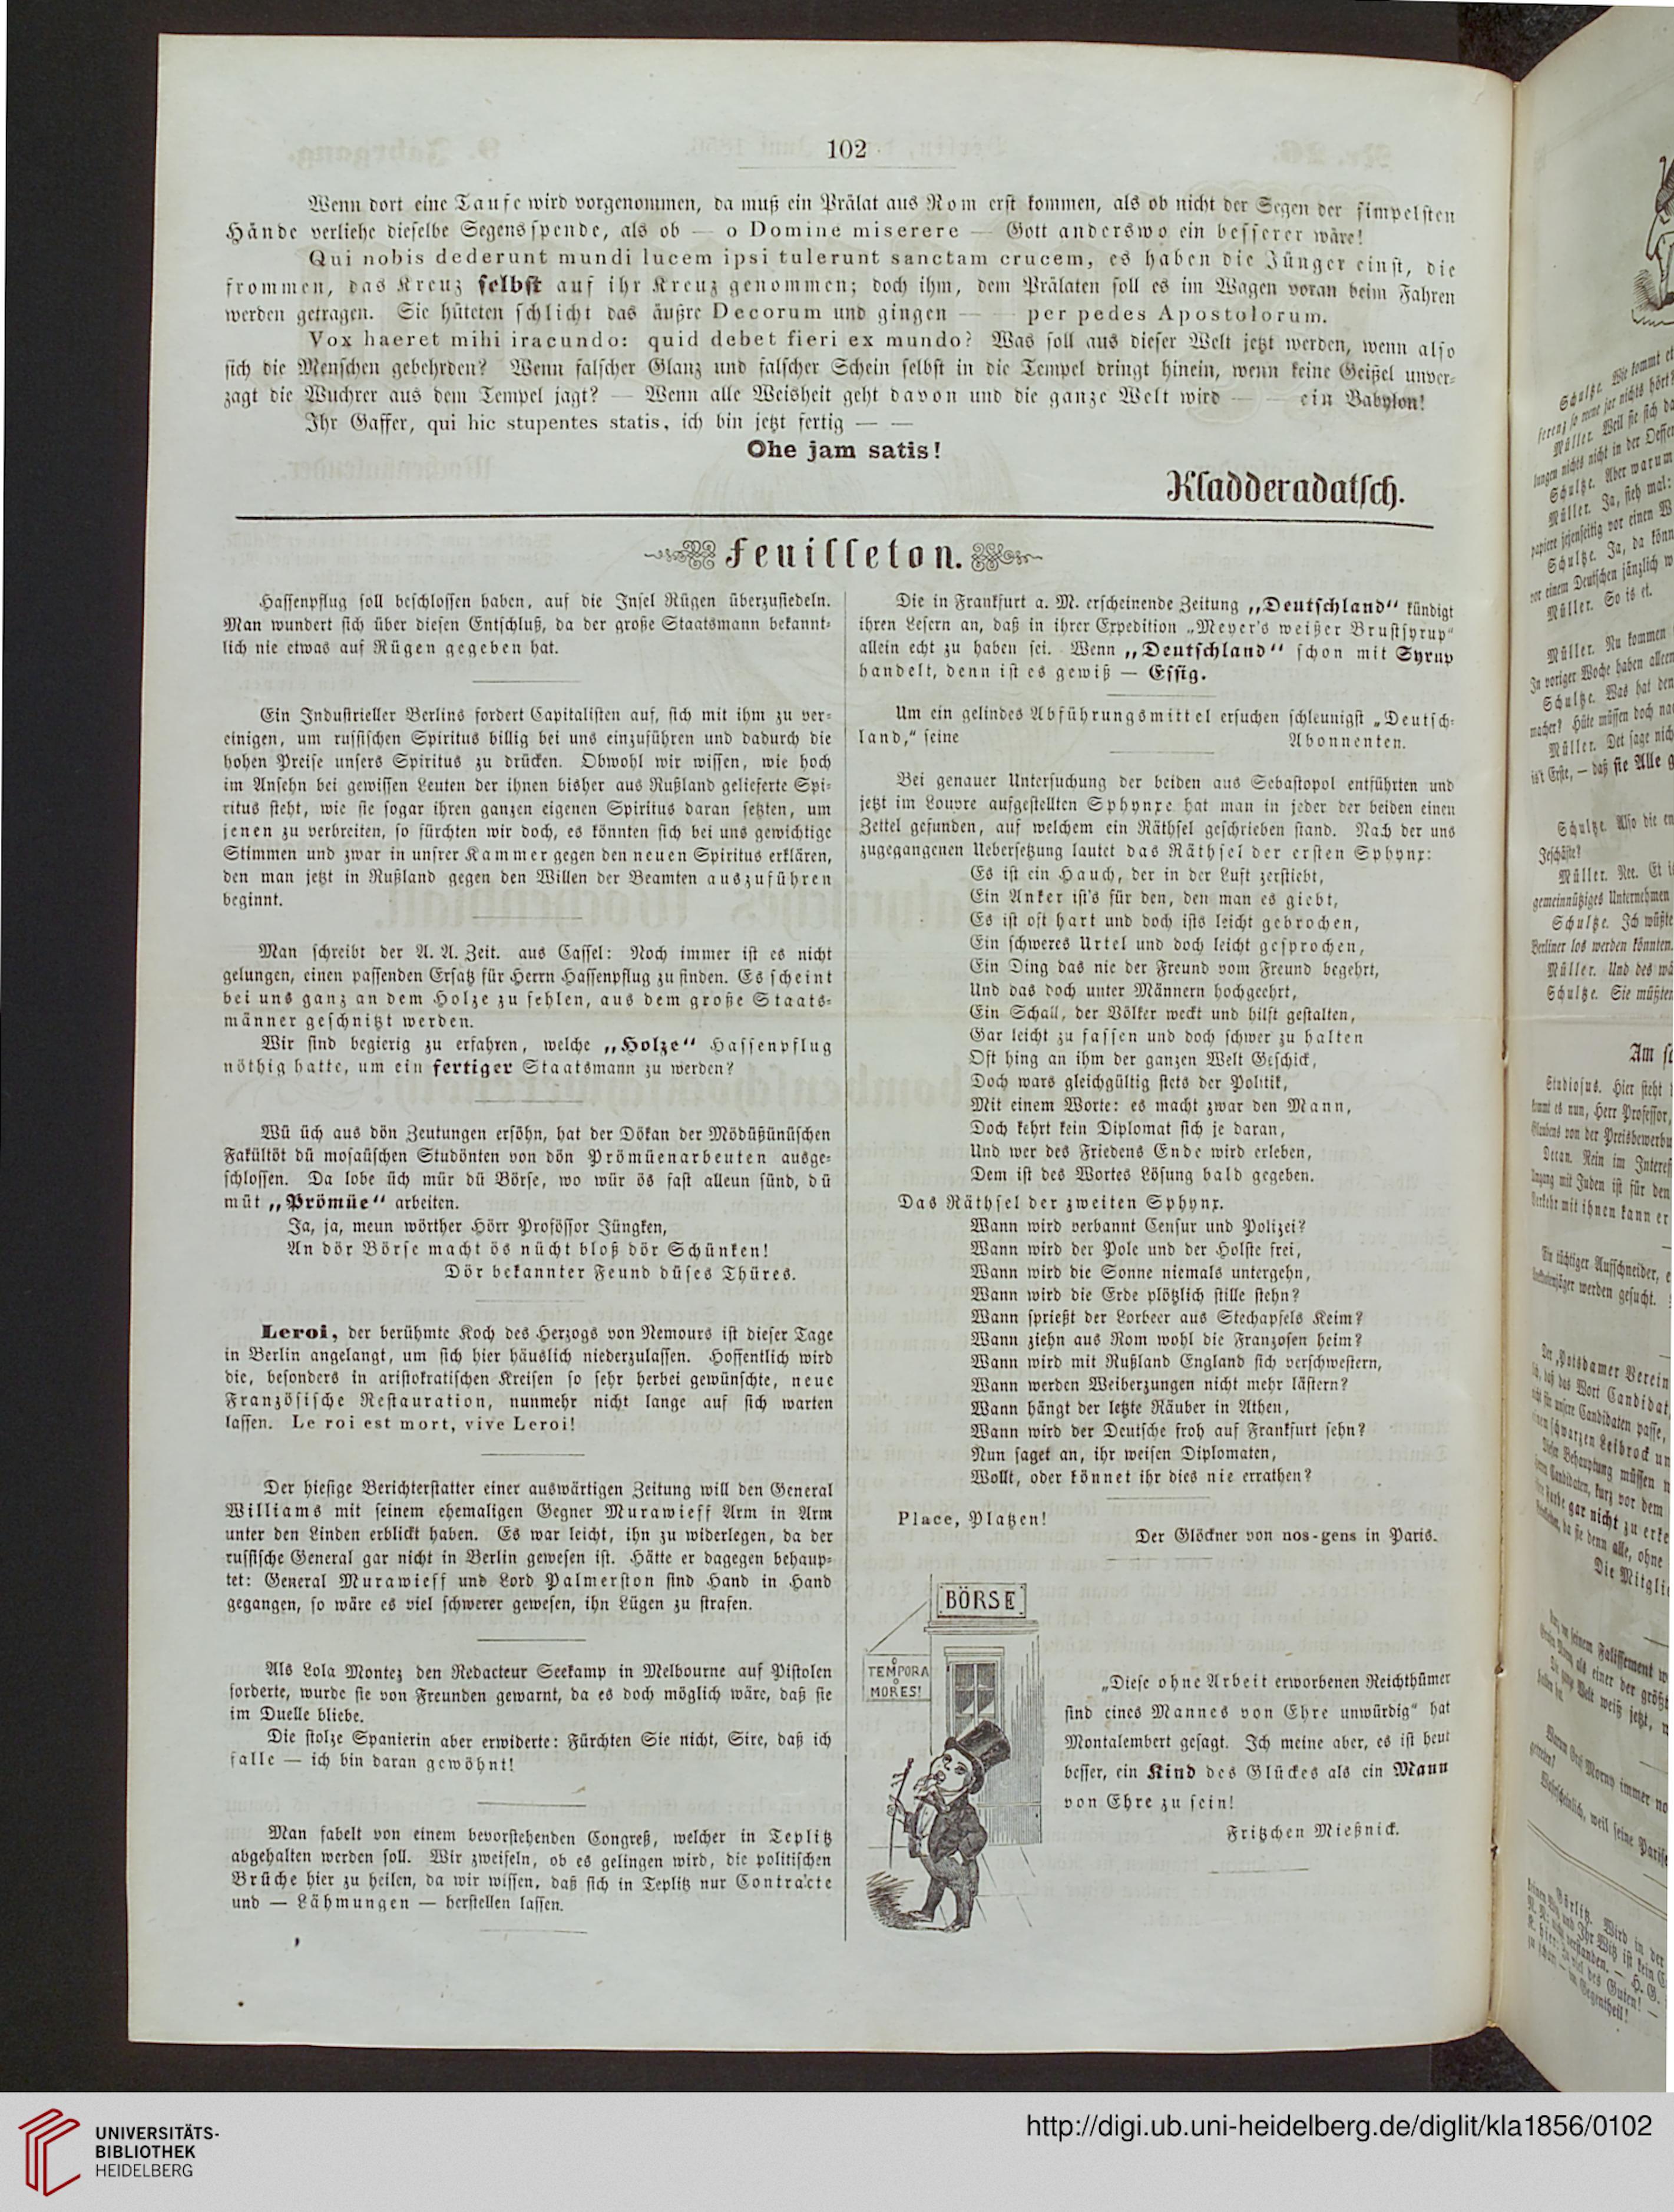 102
Wenn dort eine Taufe wird vorgenommen, da muß ein Prälat aus Rom erst kommen, als ob nicht der Segen der simpelsten
Hände verliehe dieselbe Segensspende, als ob — o Domine miserere — Gott anderswo ein besserer wäre!
Qui nobis dederunt mundi lucem ipsi tulerunt sanctam crucem, es haben die Jünger einst, die
frommen, das Kreuz selbst auf ihr Kreuz genommen; doch ihm, dem Prälaten soll es im Wagen voran beim Fahren
werden getragen. Sie hüteten schlicht das äußre Decorum und gingen — — per pedes Apostolorum.
Vox haeret mihi iracundo: quid debet fieri ex mundo? Was soll aus dieser Welt jetzt werden, wenn also
sich die Menschen gebehrden? Wenn falscher Glanz und falscher Schein selbst in die Tempel dringt hinein, wenn keine Geißel unver-
zagt die Wuchrer aus dem Tempel jagt? — Wenn alle Weisheit geht davon und die ganze Welt wird — — ein Babylon!
Ihr Gaffer, qui hic stupentes statis, ich bin jetzt fertig — —
Ohe jam satis!
Kladderadatsch.
Feuilleton.
Hassenpflug soll beschlossen haben, auf die Insel Rügen überzusiedeln.
Man wundert sich über diesen Entschluß, da der große Staatsmann bekannt-
lich nie etwas auf Rügen gegeben hat.
Ein Industrieller Berlins fordert Capitalisten auf, sich mit ihm zu ver-
einigen, um russischen Spiritus billig bei uns einzuführen und dadurch die
hohen Preise unsers Spiritus zu drücken. Obwohl wir wissen, wie hoch
im Ansehn bei gewissen Leuten der ihnen bisher aus Rußland gelieferte Spi-
ritus steht, wie sie sogar ihren ganzen eigenen Spiritus daran setzten, um
jenen zu verbreiten, so fürchten wir doch, es könnten sich bei uns gewichtige
Stimmen und zwar in unsrer Kammer gegen den neuen Spiritus erklären,
den man jetzt in Rußland gegen den Willen der Beamten auszuführen
beginnt.
Man schreibt der A. A. Zeit. aus Cassel: Noch immer ist es nicht
gelungen, einen passenden Ersatz für Herrn Hassenpflug zu finden. Es scheint
bei uns ganz an dem Holze zu fehlen, aus dem große Staats-
männer geschnitzt werden.
Wir sind begierig zu erfahren, welche „Holze" Hassenpflug
nöthig hatte, um ein fertiger Staatsmann zu werden?
Wü üch aus dön Zeutungen ersöhn, hat der Dökan der Mödüßünüschen
Fakültöt dü mosaüschen Studönten von dön Prömüenarbeuten ausge-
schlossen. Da lobe üch mür dü Börse, wo wür ös fast alleun sünd, dü
müt „Prömüe" arbeiten.
Ja, ja, meun wörther Hörr Profössor Jüngken,
An dör Börse macht ös nücht bloß dör Schünken!
Dör bekannter Feund düses Thüres.
Leroi, der berühmte Koch des Herzogs von Nemours ist dieser Tage
in Berlin angelangt, um sich hier häuslich niederzulassen. Hoffentlich wird
die, besonders in aristokratischen Kreisen so sehr herbei gewünschte, neue
Französische Restauration, nunmehr nicht lange auf sich warten
lassen. Le roi est mort, vive Leroi!
Der hiesige Berichterstatter einer auswärtigen Zeitung will den General
Williams mit seinem ehemaligen Gegner Murawieff Arm in Arm
unter den Linden erblickt haben. Es war leicht, ihn zu widerlegen, da der
russische General gar nicht in Berlin gewesen ist. Hätte er dagegen behaup-
tet: General Murawieff und Lord Palmerston sind Hand in Hand
gegangen, so wäre es viel schwerer gewesen, ihn Lügen zu strafen.
Als Lola Montez den Redacteur Seekamp in Melbourne auf Pistolen
forderte, wurde sie von Freunden gewarnt, da es doch möglich wäre, daß sie
im Duelle bliebe.
Die stolze Spanierin aber erwiderte: Fürchten Sie nicht, Sire, daß ich
falle — ich bin daran gewöhnt!
Man fabelt von einem bevorstehenden Congreß, welcher in Teplitz
abgehalten werden soll. Wir zweifeln, ob es gelingen wird, die politischen
Brüche hier zu heilen, da wir wissen, daß sich in Teplitz nur Contracte
und — Lähmungen — herstellen lassen.
Die in Frankfurt a. M. erscheinende Zeitung „Deutschland" kündigt
ihren Lesern an, daß in ihrer Expedition „Meyer's weißer Brustsyrup"
allein echt zu haben sei. Wenn „Deutschland" schon mit Syrup
handelt, denn ist es gewiß — Essig.
Um ein gelindes Abführungsmittel ersuchen schleunigst „Deutsch-
land," seine Abonnenten.
Bei genauer Untersuchung der beiden aus Sebastopol entführten und
jetzt im Louvre aufgestellten Sphynxe hat man in jeder der beiden einen
Zettel gefunden, auf welchem ein Räthsel geschrieben stand. Nach der uns
zugegangenen Uebersetzung lautet das Räthsel der ersten Sphynx:
Es ist ein Hauch, der in der Luft zerstiebt,
Ein Anker ist's für den, den man es giebt,
Es ist oft hart und doch ists leicht gebrochen,
Ein schweres Urtel und doch leicht gesprochen,
Ein Ding das nie der Freund vom Freund begehrt,
Und das doch unter Männern hochgeehrt,
Ein Schall, der Völker weckt und hilft gestalten,
Gar leicht zu fassen und doch schwer zu halten
Oft hing an ihm der ganzen Welt Geschick,
Doch wars gleichgültig stets der Politik,
Mit einem Worte: es macht zwar den Mann,
Doch kehrt kein Diplomat sich je daran,
Und wer des Friedens Ende wird erleben,
Dem ist des Wortes Lösung bald gegeben.
Das Räthsel der zweiten Sphynx.
Wann wird verbannt Censur und Polizei?
Wann wird der Pole und der Holste frei,
Wann wird die Sonne niemals untergehn,
Wann wird die Erde plötzlich stille stehn?
Wann sprießt der Lorbeer aus Stechapfels Keim?
Wann ziehn aus Rom wohl die Franzosen heim?
Wann wird mit Rußland England sich verschwestern,
Wann werden Weiberzungen nicht mehr lästern?
Wann hängt der letzte Räuber in Athen,
Wann wird der Deutsche froh auf Frankfurt sehn?
Nun saget an, ihr weisen Diplomaten,
Wollt, oder könnet ihr dies nie errathen?
Place, Platzen!
Der Glöckner von nos-gens in Paris.
BÖRSE
O
TEMPORA
O
MORES!
„Diese ohne Arbeit erworbenen Reichthümer
sind eines Mannes von Ehre unwürdig" hat
Montalembert gesagt. Ich meine aber, es ist heut
besser, ein Kind des Glückes als ein Mann
von Ehre zu sein!
Fritzchen Mießnick.
UNIVERSITÄTS-
BIBLIOTHEK
HEIDELBERG
http://digi.ub.uni-heidelberg.de/diglit/kla1856/0102